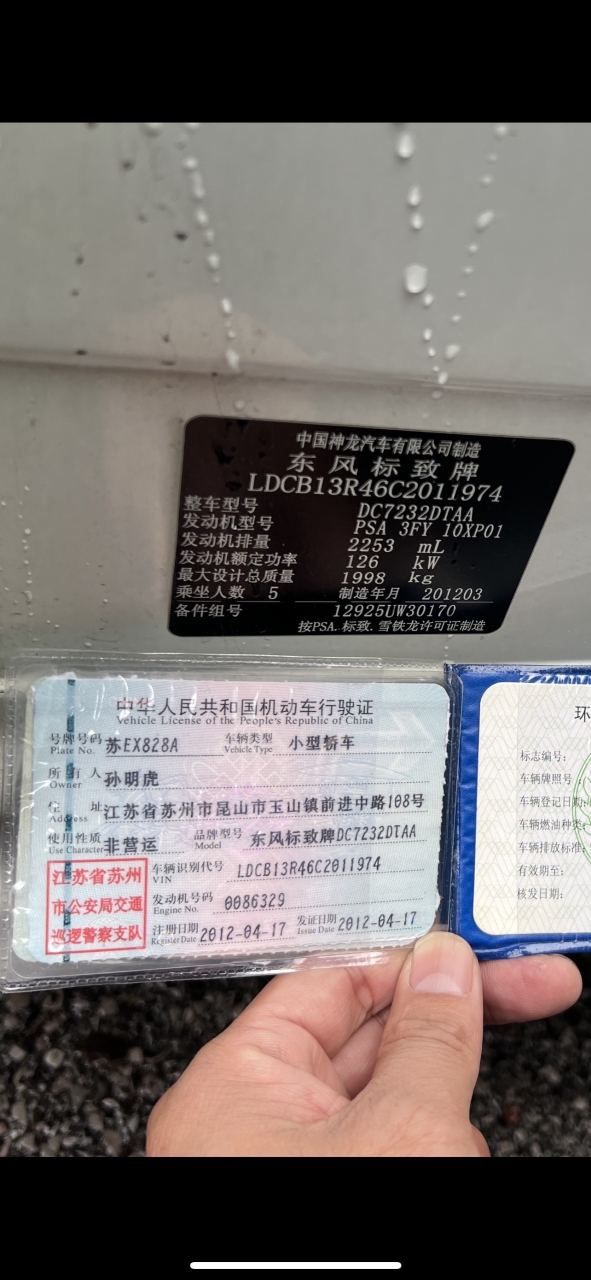 中国神龙汽车有限公司制造
东风标致牌
LDCB13R46C2011974
整车型号 DC7232DTAA
发动机型号 PSA 3FY 10XP01
发动机排量 2253 mL
发动机额定功率 126 kW
最大设计总质量 1998 kg
乘坐人数 5 制造年月 201203
备件组号 12925UW30170
按PSA.标致.雪铁龙许可证制造
中华人民共和国机动车行驶证
Vehicle License of the People's Republic of China
号牌号码 苏EX828A 车辆类型 小型轿车
Plate No. Vehicle Type
所有人 孙明虎
Owner
住址 江苏省苏州市昆山市玉山镇前进中路108号
Address
使用性质 非营运 品牌型号 东风标致牌DC7232DTAA
Use Character Model
江苏省苏州
市公安局交通
巡逻警察支队
车辆识别代号 LDCB13R46C2011974
VIN
发动机号码 0086329
Engine No.
注册日期 2012-04-17 发证日期 2012-04-17
Register Date Issue Date
环
标志编号:
车辆牌照号
车辆登记日期:
车辆燃油种类:
车辆排放标准:
有效期至:
核发日期: